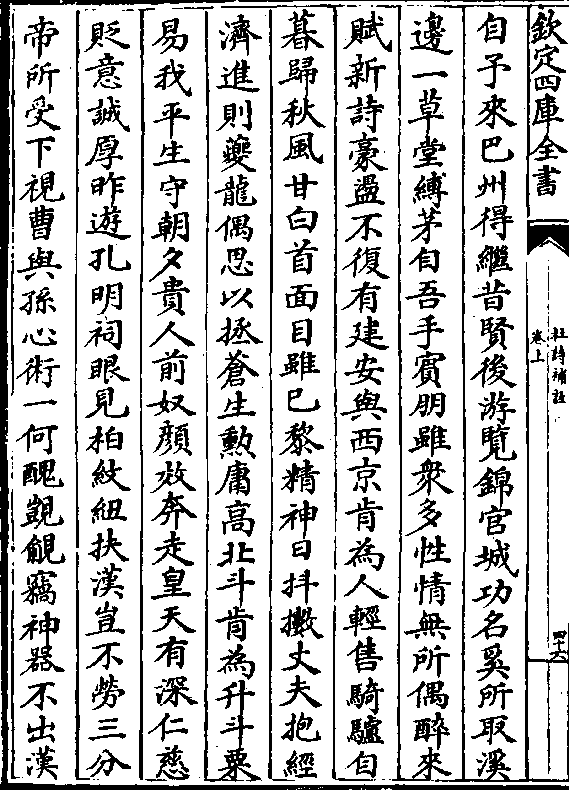 欽定四庫全書
杜詩補註
卷上
四十六
自予來巴州得繼昔賢後游覽錦官城功名奚所取溪
邊一草堂縛茅自吾手賓朋雖衆多性情無所偶醉來
賦新詩豪盪不復有建安與西京肯為人輕售騎驢自
暮歸秋風甘白首面目雖已黎精神日抖擻丈夫抱經
濟進則夔龍偶思以拯蒼生勲庸高北斗肯為升斗粟
易我平生守朝夕貴人前奴顔效奔走皇天有深仁慈
貶意誠厚昨遊孔明祠眼見柏紋紐抉漢豈不勞三分
帝所受下視曹與孫心術一何醜覬覦竊神器不出漢